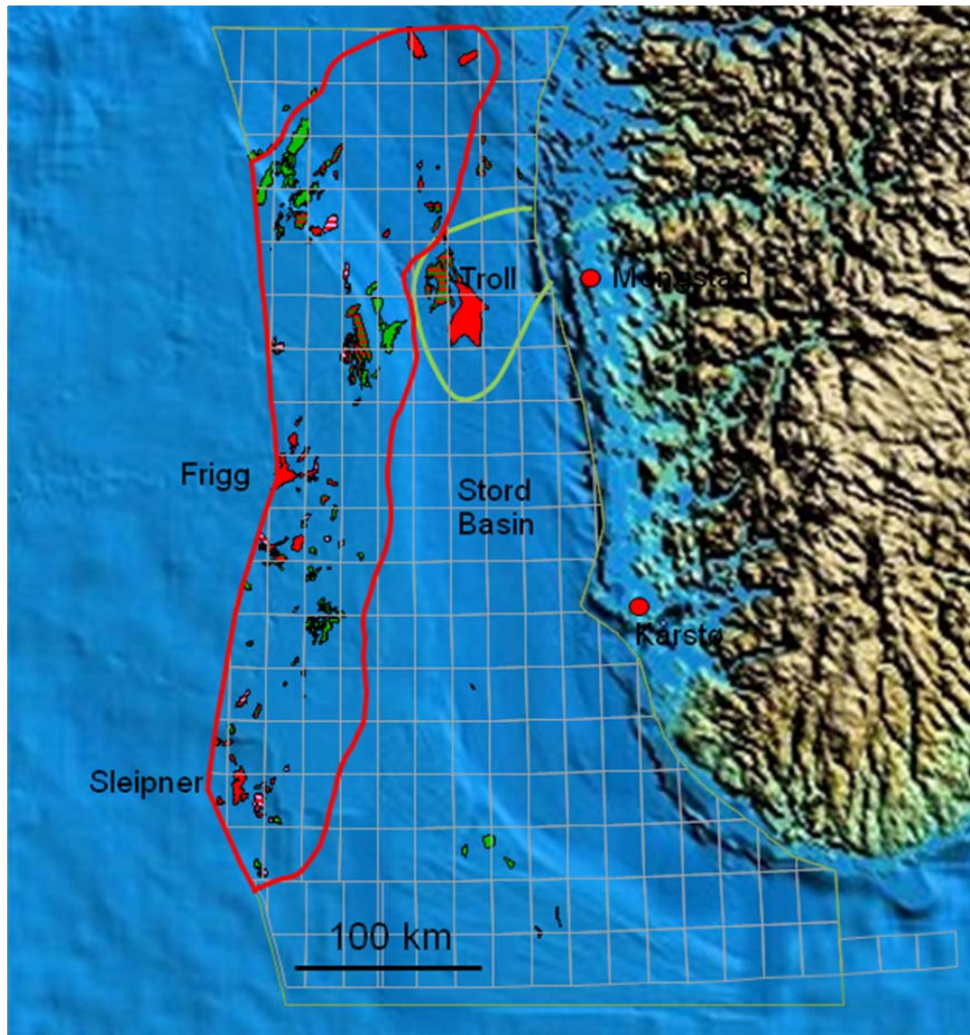 Troll
Mongstad
Frigg
Stord
Basin
Kårstø
Sleipner
100 km